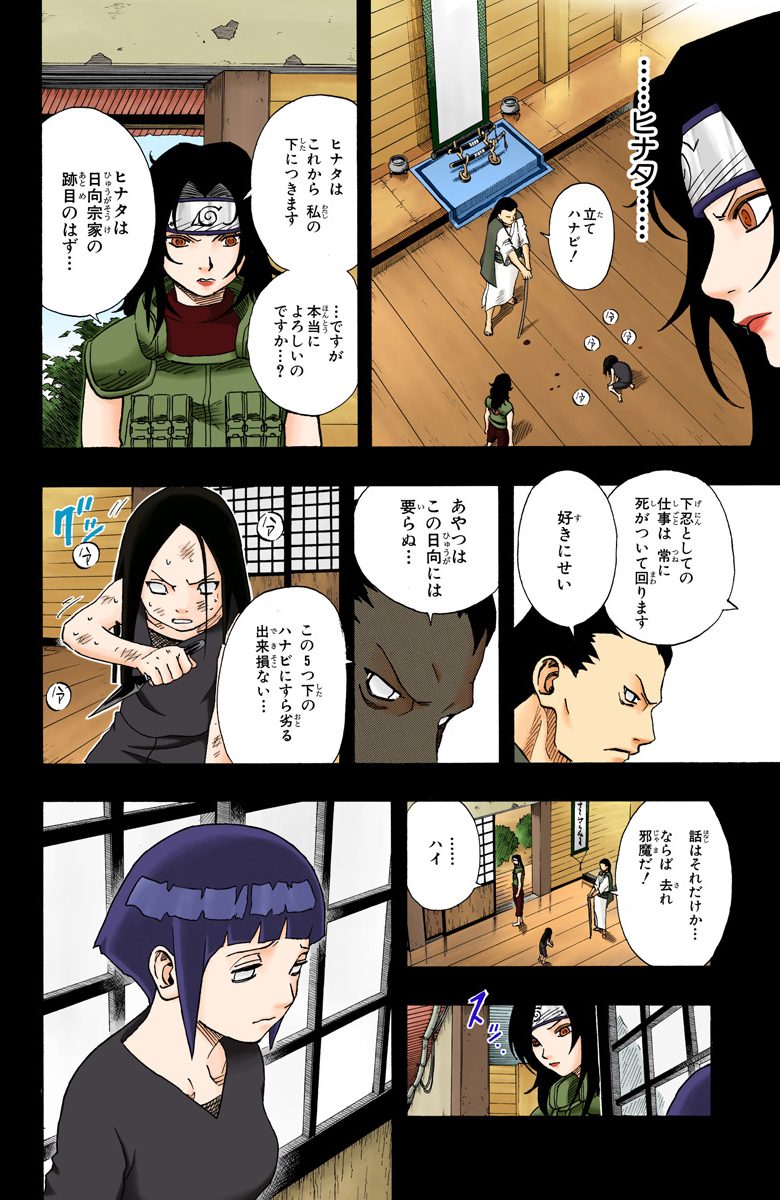 ……ヒナタ……
立て
ハナビ!
ハァ
ハァ
ハァ
ハァ
ヒナタは
これから 私の
下につきます
…ですが
本当に
よろしいの
ですか…?
ヒナタは
日向宗家の
跡目のはず…
下忍としての
仕事は 常に
死がついて回ります
好きにせい
あやつは
この日向には
要らぬ…
この5つ下の
ハナビにすら劣る
出来損ない…
グッ
ハァ
ハァ
ハァ
話はそれだけか…
ならば 去れ
邪魔だ!
……
ハイ
スッ…